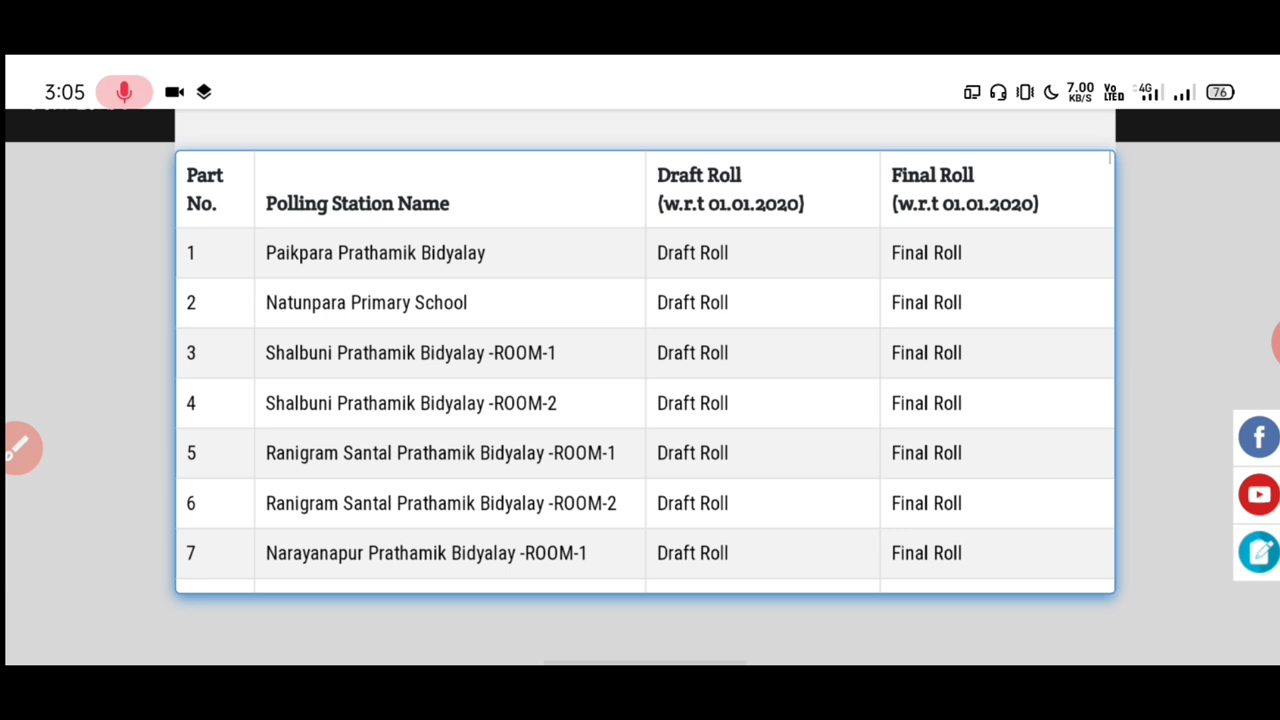 3:05
7.00 KB/S
Vo LTE
4G
76
Part No.
Polling Station Name
Draft Roll (w.r.t 01.01.2020)
Final Roll (w.r.t 01.01.2020)
1 Paikpara Prathamik Bidyalay Draft Roll Final Roll
2 Natunpara Primary School Draft Roll Final Roll
3 Shalbuni Prathamik Bidyalay -ROOM-1 Draft Roll Final Roll
4 Shalbuni Prathamik Bidyalay -ROOM-2 Draft Roll Final Roll
5 Ranigram Santal Prathamik Bidyalay -ROOM-1 Draft Roll Final Roll
6 Ranigram Santal Prathamik Bidyalay -ROOM-2 Draft Roll Final Roll
7 Narayanapur Prathamik Bidyalay -ROOM-1 Draft Roll Final Roll